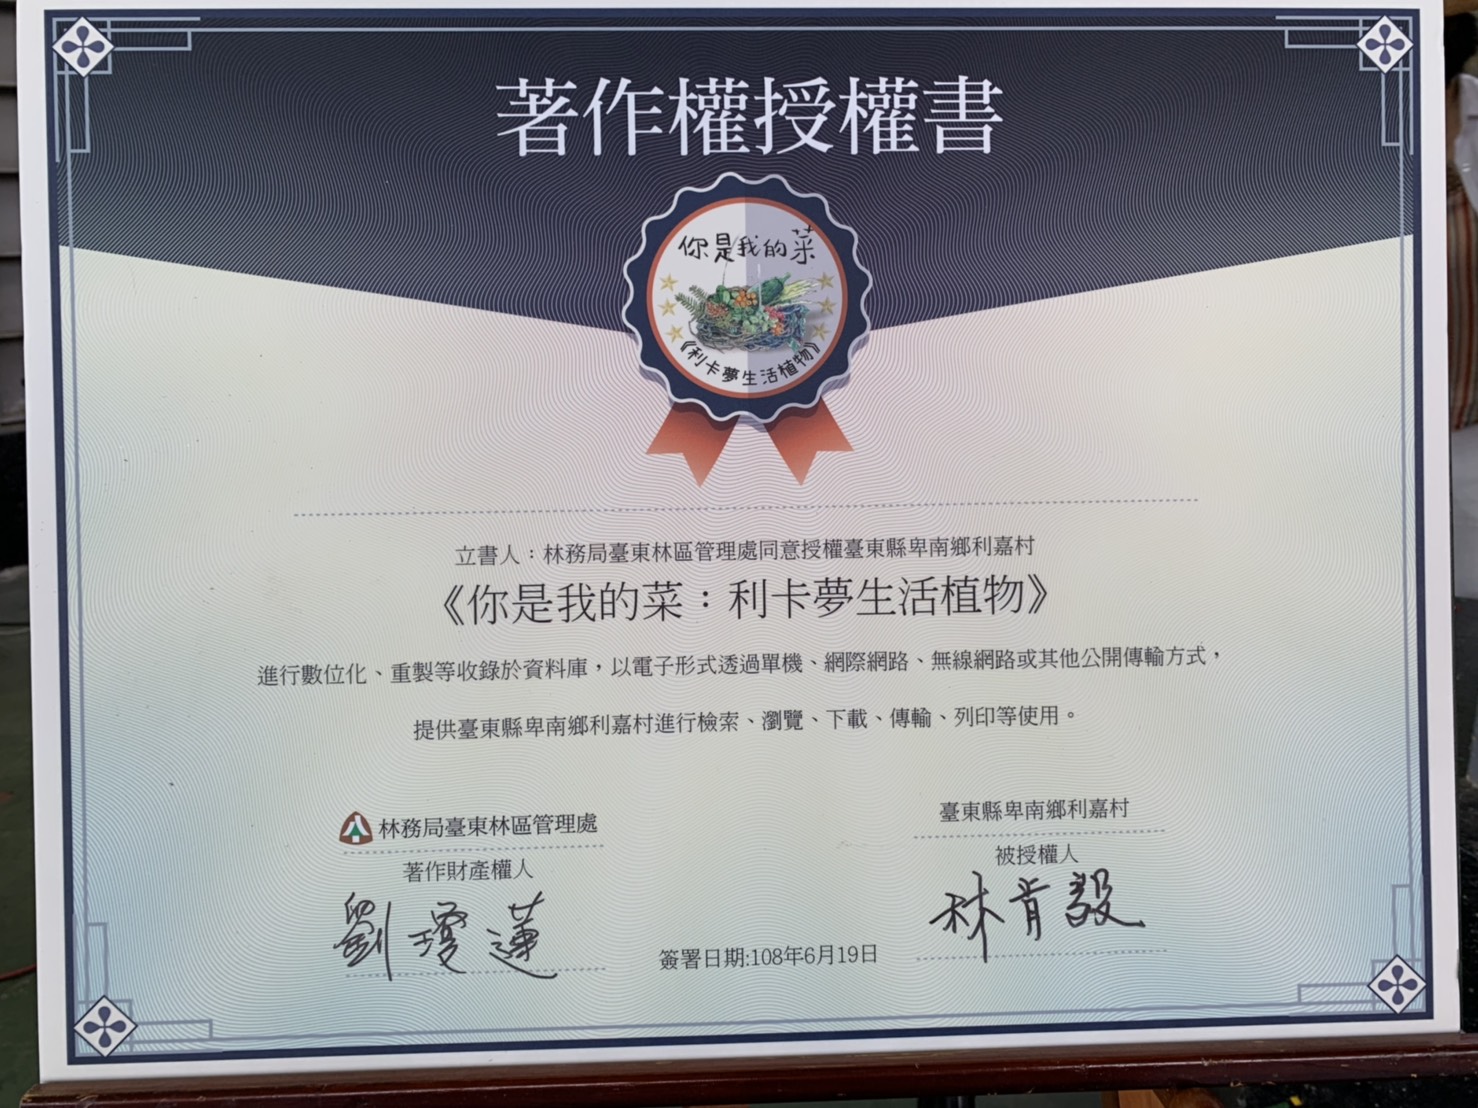 著作權授權書
你是我的菜
《利卡夢生活植物》
立書人：林務局臺東林區管理處同意授權臺東縣卑南鄉利嘉村
《你是我的菜：利卡夢生活植物》
進行數位化、重製等收錄於資料庫，以電子形式透過單機、網際網路、無線網路或其他公開傳輸方式，
提供臺東縣卑南鄉利嘉村進行檢索、瀏覽、下載、傳輸、列印等使用。
林務局臺東林區管理處
著作財產權人
劉瓊蓮
臺東縣卑南鄉利嘉村
被授權人
林肯毅
簽署日期:108年6月19日